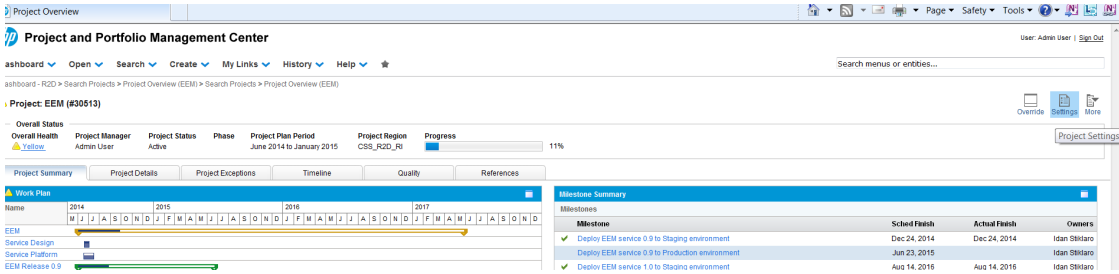 Project Overview
Page Safety Tools
hp Project and Portfolio Management Center
User: Admin User | Sign Out
ashboard Open Search Create My Links History Help
Search menus or entities...
ashboard - R2D > Search Projects > Project Overview (EEM) > Search Projects > Project Overview (EEM)
Project: EEM (#30513)
Override Settings More
Project Settings
Overall Status
Overall Health Project Manager Project Status Phase Project Plan Period Project Region Progress
Yellow Admin User Active June 2014 to January 2015 CSS_R2D_RI 11%
Project Summary Project Details Project Exceptions Timeline Quality References
Work Plan
Name 2014 2015 2016 2017
M J J A S O N D J F M A M J J A S O N D J F M A M J J A S O N D J F M A M J J A S O N D
EEM
Service Design
Service Platform
EEM Release 0.9
Milestone Summary
Milestones
Milestone Sched Finish Actual Finish Owners
Deploy EEM service 0.9 to Staging environment Dec 24, 2014 Dec 24, 2014 Idan Stiklaro
Deploy EEM service 0.9 to Production environment Jun 23, 2015 Idan Stiklaro
Deploy EEM service 1.0 to Staging environment Aug 14, 2016 Aug 14, 2016 Idan Stiklaro